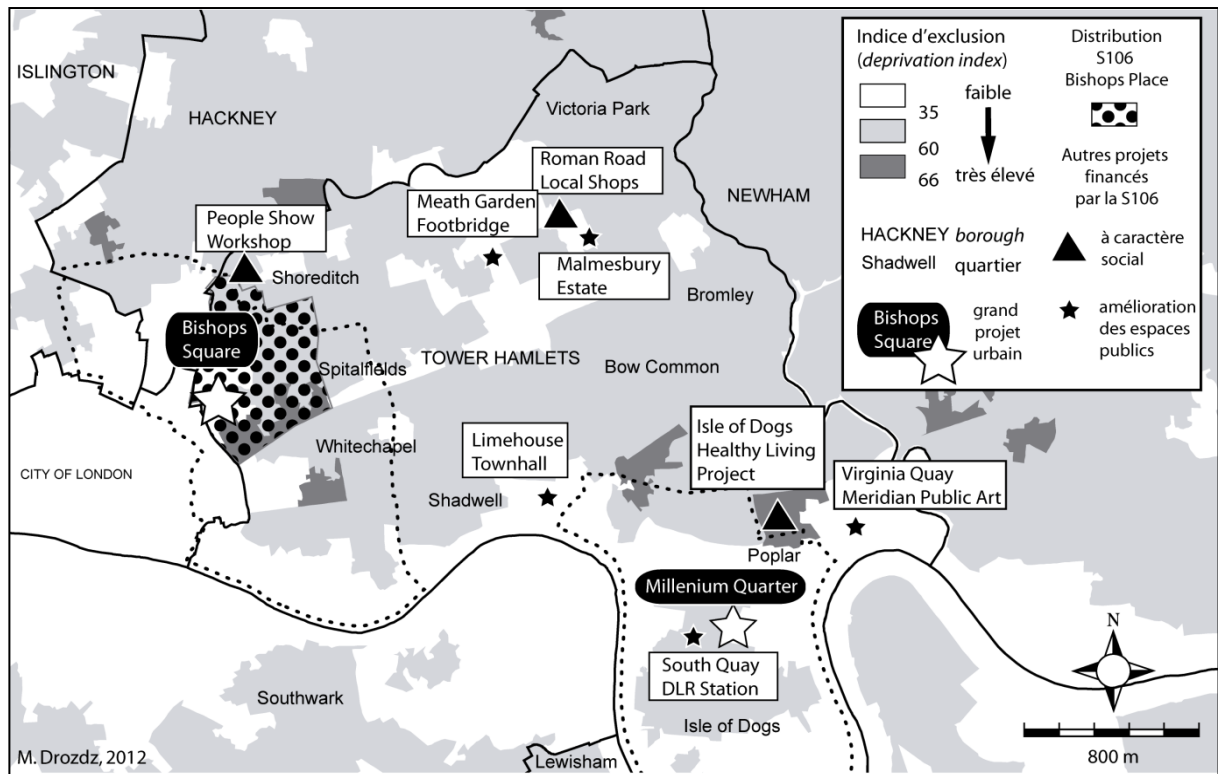 ISLINGTON
HACKNEY
Victoria Park
Roman Road
Local Shops
NEWHAM
Meath Garden
Footbridge
People Show
Workshop
Shoreditch
Malmesbury
Estate
Bromley
Bishops
Square
TOWER HAMLETS
Spitalfields
Bow Common
Isle of Dogs
Healthy Living
Project
Limehouse
Townhall
Whitechapel
CITY OF LONDON
Virginia Quay
Meridian Public Art
Shadwell
Poplar
Millenium Quarter
South Quay
DLR Station
Southwark
Isle of Dogs
Lewisham
M. Drozdz, 2012
Indice d'exclusion
(deprivation index)
faible
35
60
66
très élevé
HACKNEY borough
Shadwell quartier
Bishops
Square
grand
projet
urbain
Distribution
S106
Bishops Place
Autres projets
financés
par la S106
à caractère
social
amélioration
des espaces
publics
N
800 m